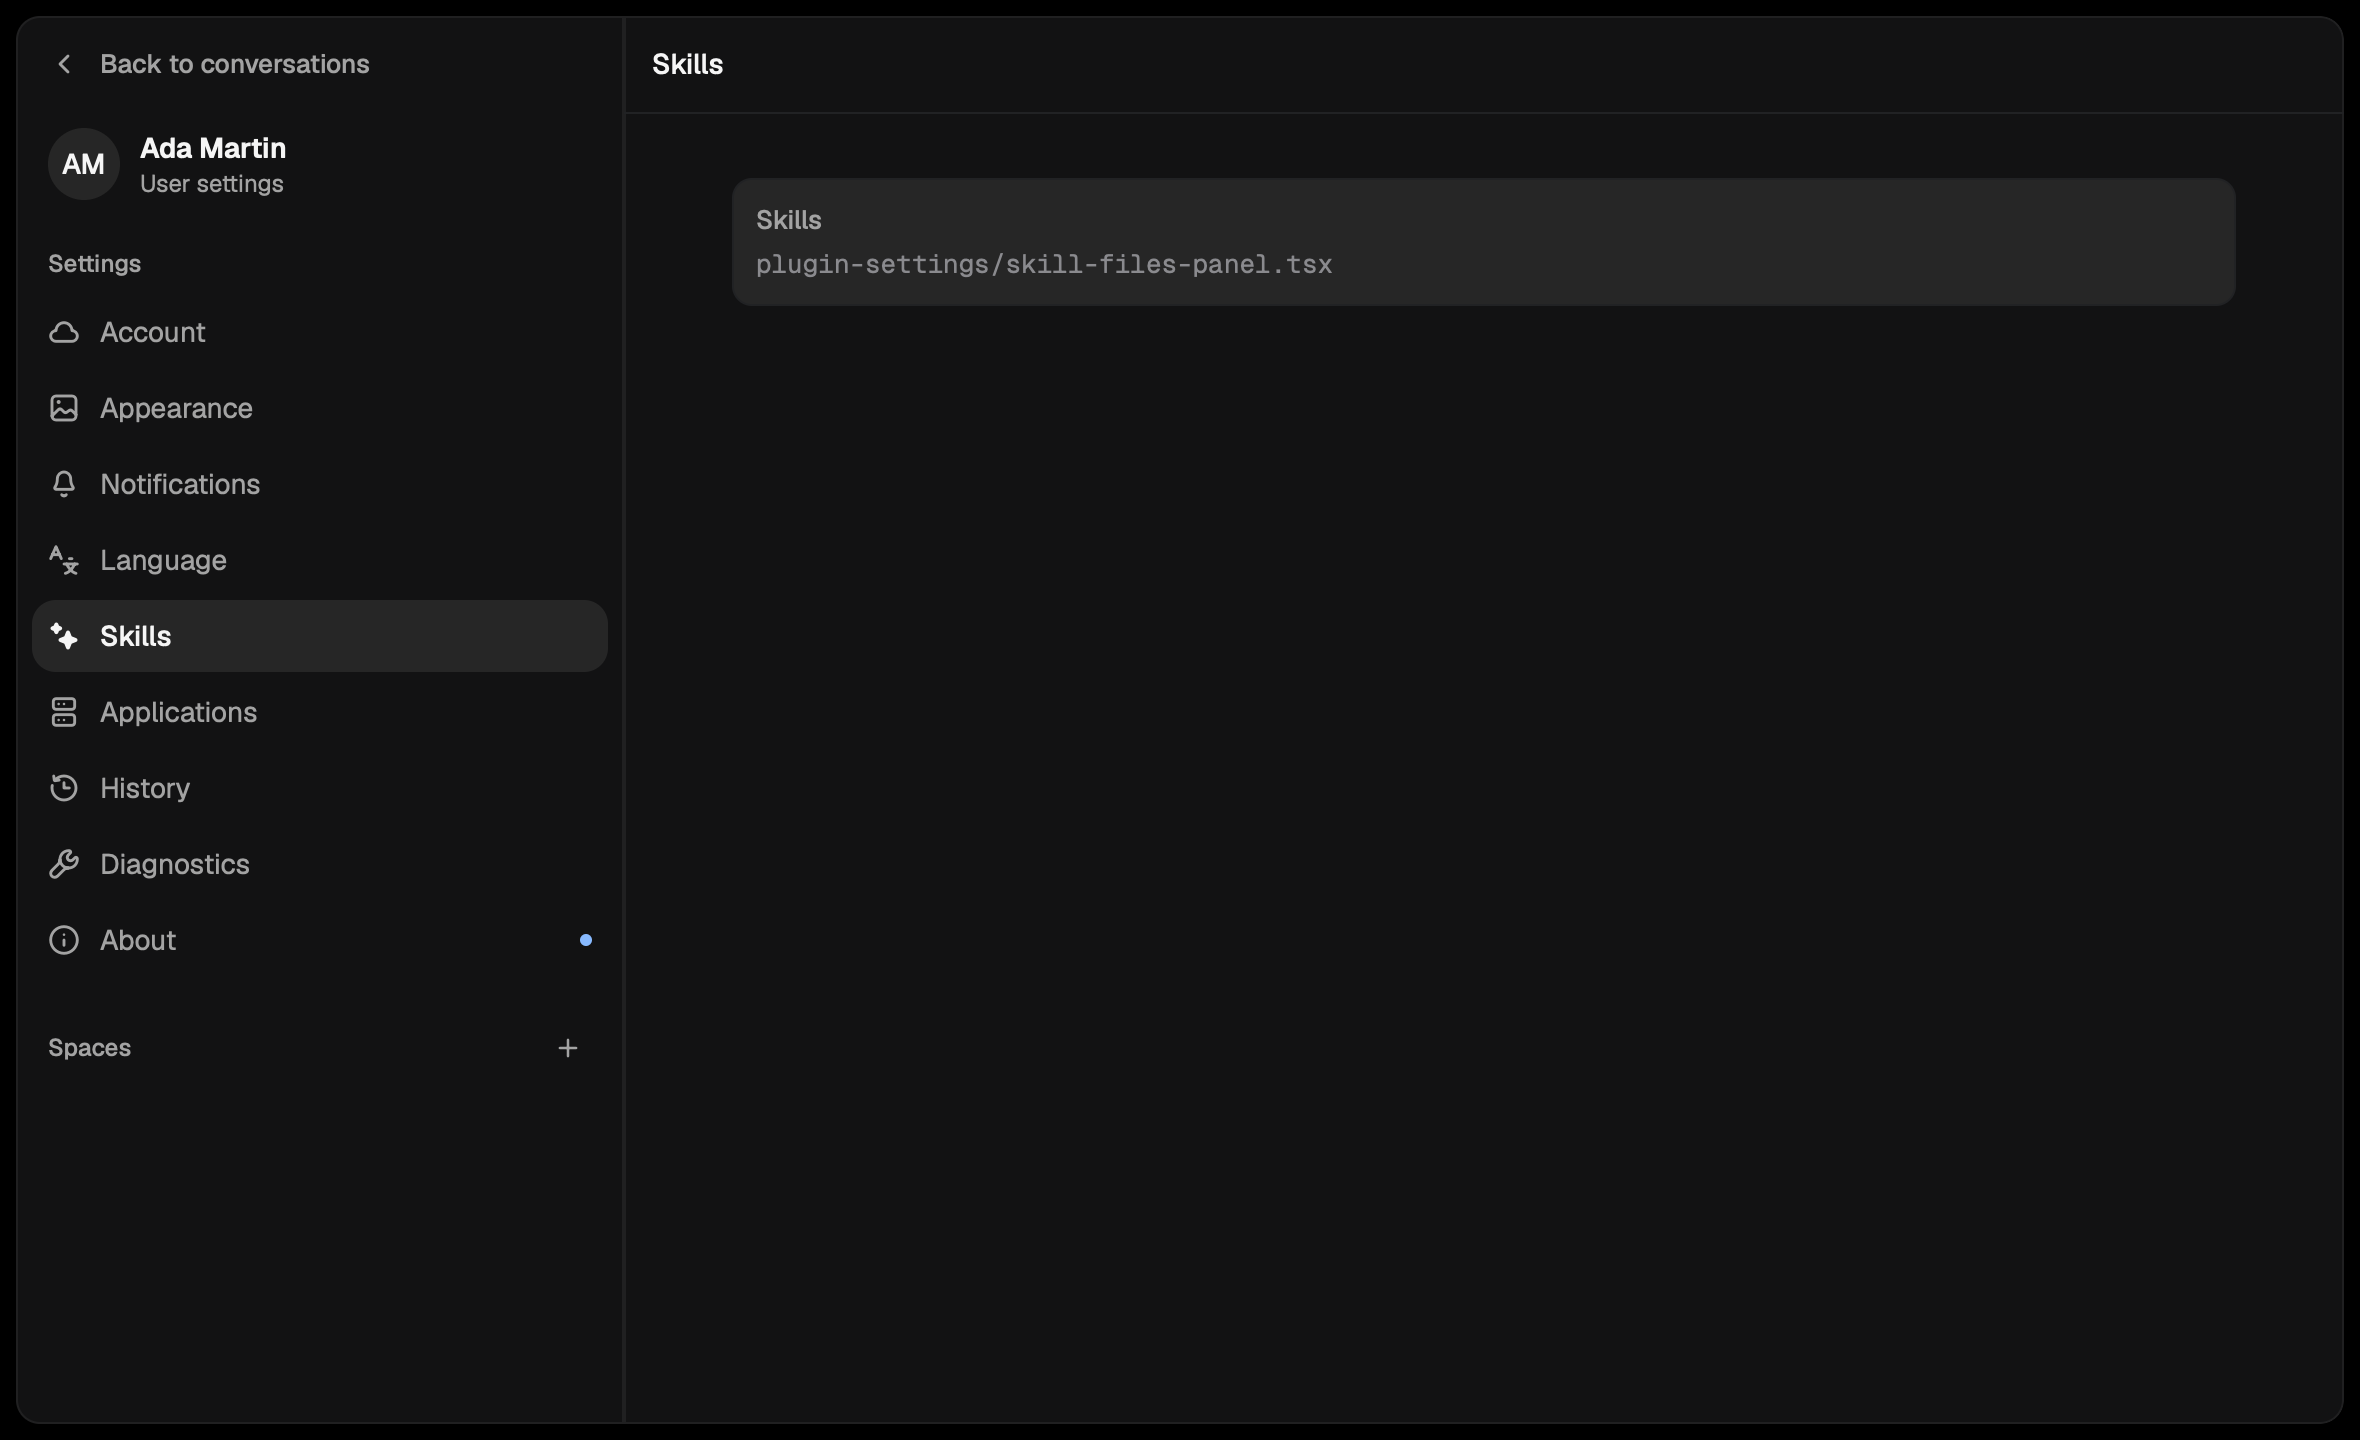 Back to conversations
AM
Ada Martin
User settings
Settings
Account
Appearance
Notifications
Language
Skills
Applications
History
Diagnostics
About
Spaces
Skills
Skills
plugin-settings/skill-files-panel.tsx